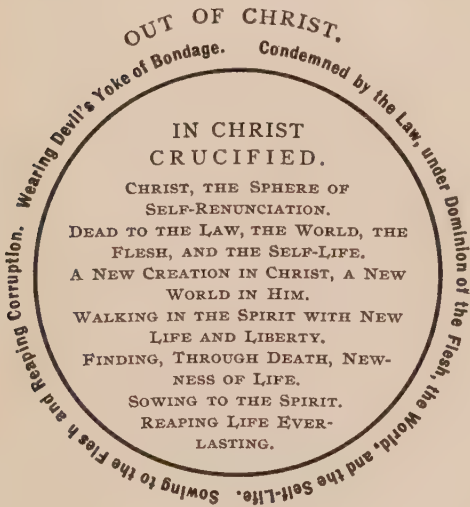 OUT OF CHRIST.
Condemned by the Law, under Dominion of the Flesh, the World, and the Self-Life. Sowing to the Flesh and Reaping Corruption. Wearing Devil's Yoke of Bondage.
IN CHRIST
CRUCIFIED.
CHRIST, THE SPHERE OF
SELF-RENUNCIATION.
DEAD TO THE LAW, THE WORLD, THE
FLESH, AND THE SELF-LIFE.
A NEW CREATION IN CHRIST, A NEW
WORLD IN HIM.
WALKING IN THE SPIRIT WITH NEW
LIFE AND LIBERTY.
FINDING, THROUGH DEATH, NEW-
NESS OF LIFE.
SOWING TO THE SPIRIT.
REAPING LIFE EVER-
LASTING.